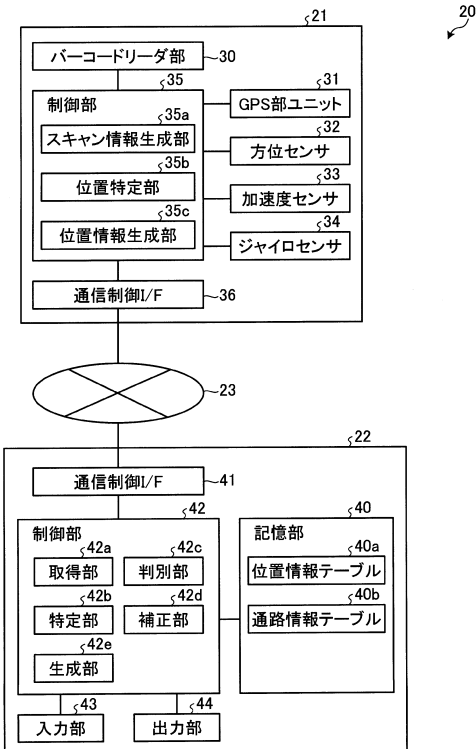 20
21
バーコードリーダ部 30
35
制御部
35a
スキャン情報生成部
35b
位置特定部
35c
位置情報生成部
31
GPS部ユニット
32
方位センサ
33
加速度センサ
34
ジャイロセンサ
通信制御I/F 36
23
22
通信制御I/F 41
42
制御部
42a
取得部
42c
判別部
42b
特定部
42d
補正部
42e
生成部
40
記憶部
40a
位置情報テーブル
40b
通路情報テーブル
43
入力部
44
出力部